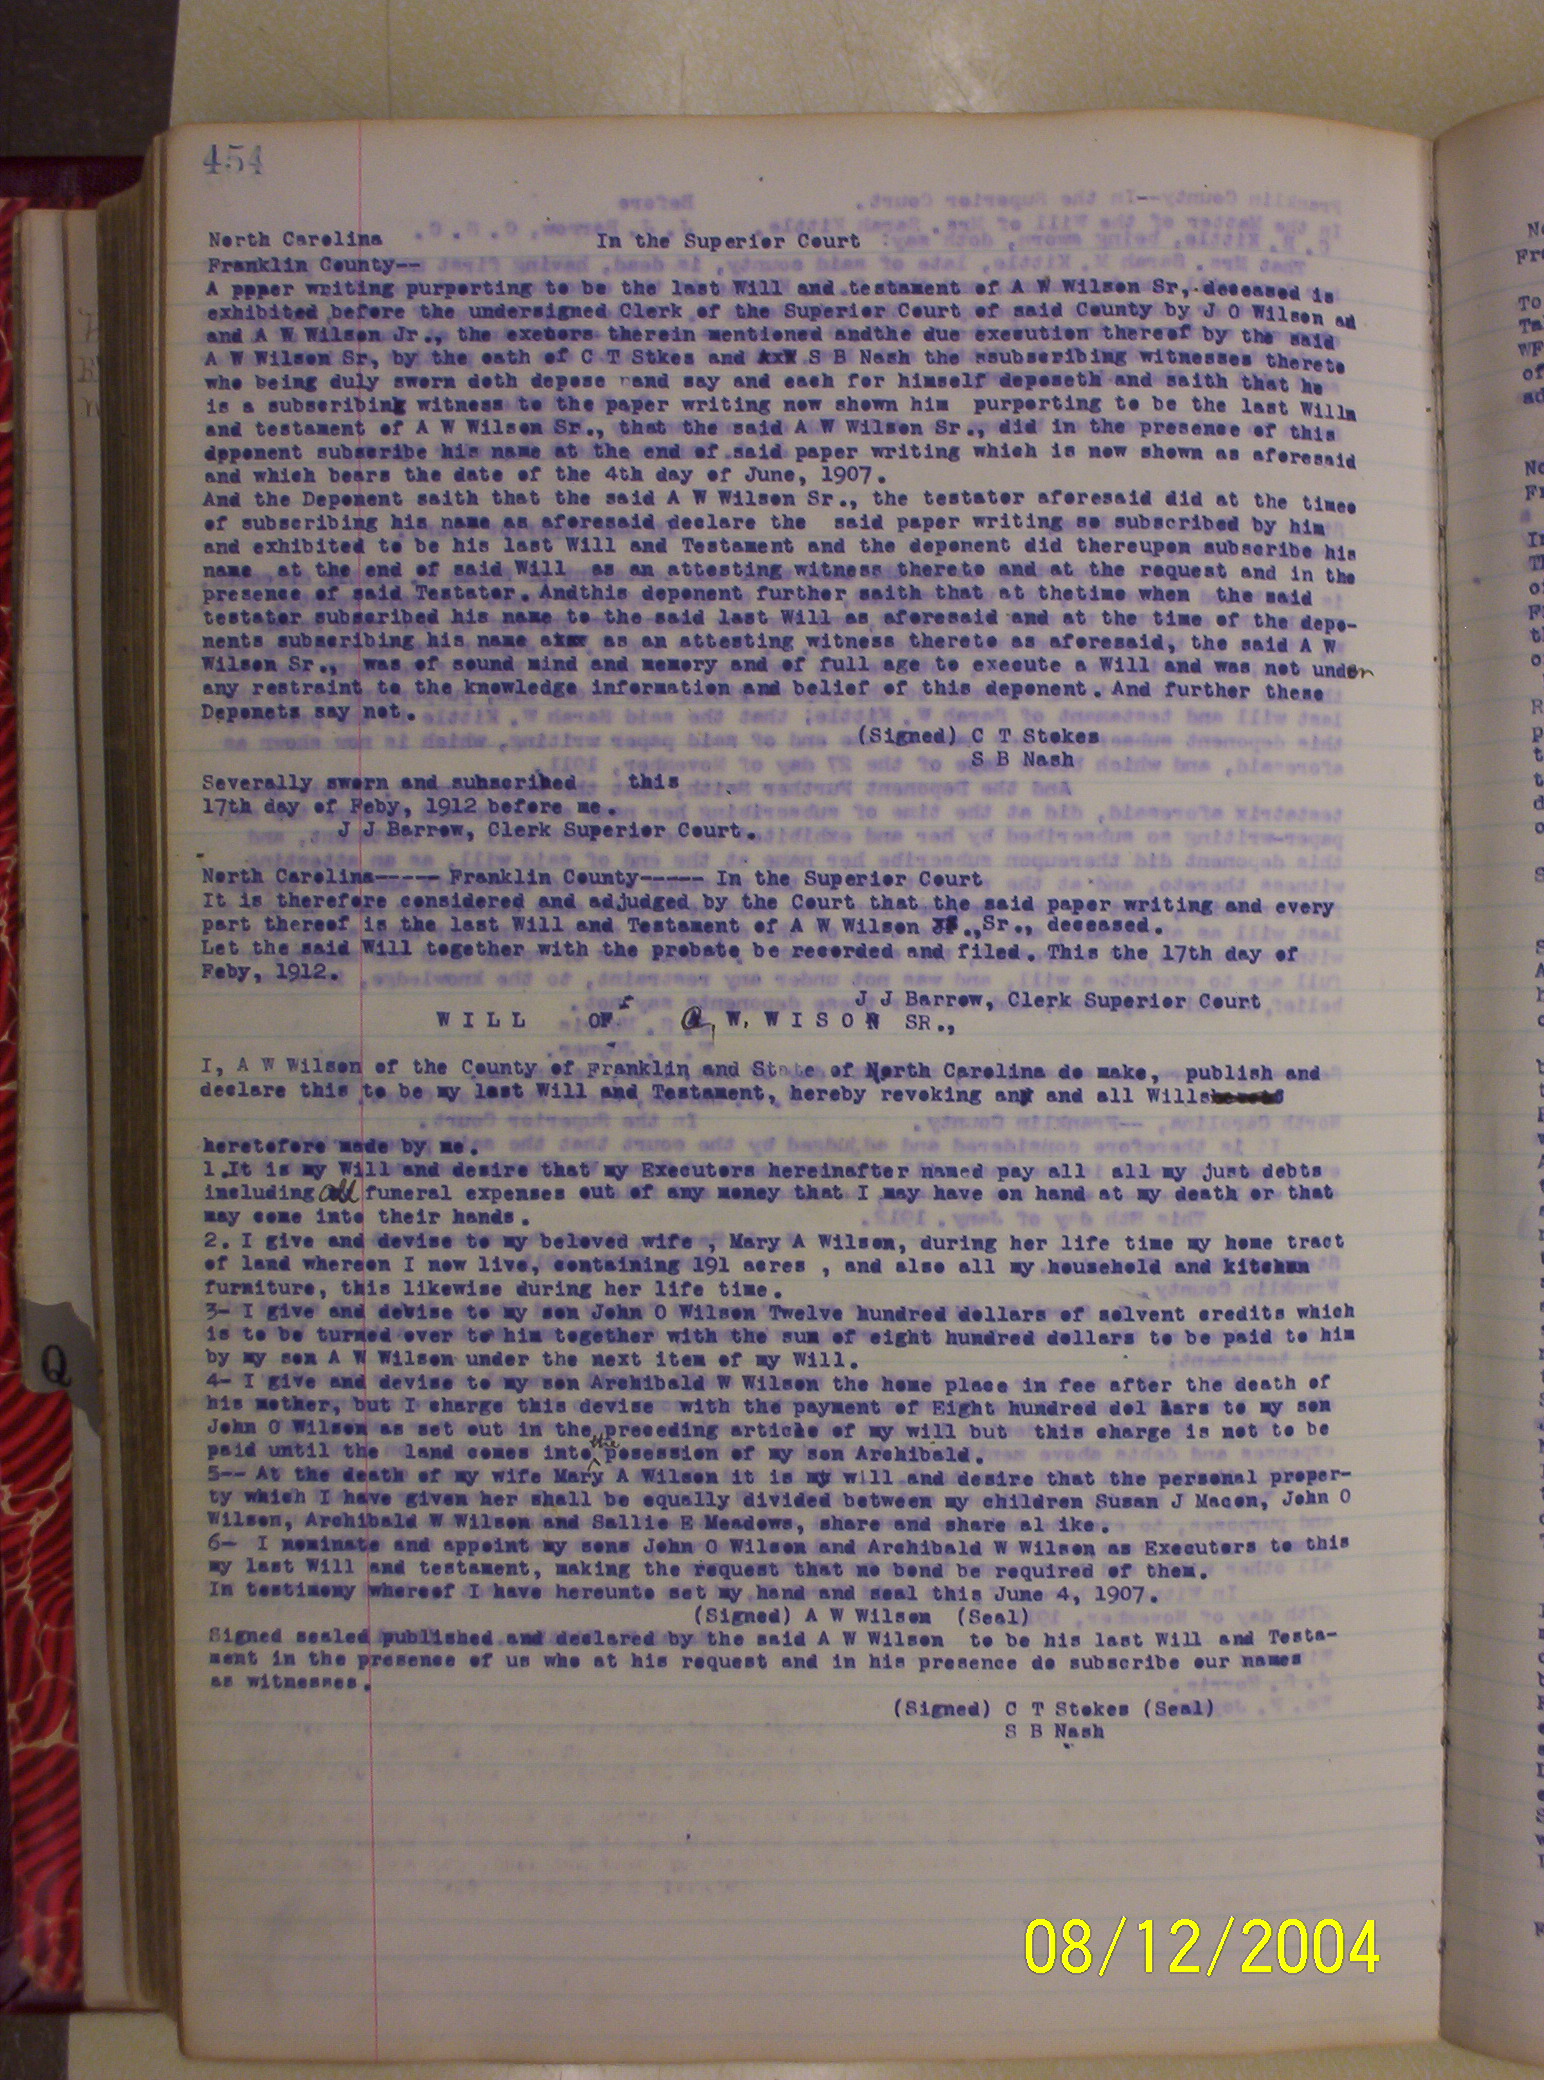 454
North Carolina In the Superior Court
Franklin County--
A ppper writing purporting to be the last Will and testament of A W Wilson Sr, deceased is
exhibited before the undersigned Clerk of the Superior Court of said County by J O Wilson ad
and A W Wilson Jr., the exetors therein mentioned andthe due execution thereof by the said
A W Wilson Sr, by the oath of C T Stkes and S B Nash the ssubscribing witnesses thereto
who being duly sworn doth depose and say and each for himself deposeth and saith that he
is a subscribing witness to the paper writing now shown him purporting to be the last Willm
and testament of A W Wilson Sr., that the said A W Wilson Sr., did in the presence of this
dpponent subscribe his name at the end of said paper writing which is now shown as aforesaid
and which bears the date of the 4th day of June, 1907.
And the Deponent saith that the said A W Wilson Sr., the testator aforesaid did at the timee
of subscribing his name as aforesaid declare the said paper writing so subscribed by him
and exhibited to be his last Will and Testament and the deponent did thereupon subscribe his
name at the end of said Will as an attesting witness thereto and at the request and in the
presence of said Testator. Andthis deponent further saith that at thetime when the said
testator subscribed his name to the said last Will as aforesaid and at the time of the depo-
nents subscribing his name as an attesting witness thereto as aforesaid, the said A W
Wilson Sr., was of sound mind and memory and of full age to execute a Will and was not under
any restraint to the knowledge information and belief of this deponent. And further these
Deponets say not.
(Signed) C T Stokes
S B Nash
Severally sworn and subscribed this
17th day of Feby, 1912 before me.
J J Barrow, Clerk Superior Court.
North Carolina----- Franklin County----- In the Superior Court
It is therefore considered and adjudged by the Court that the said paper writing and every
part thereof is the last Will and Testament of A W Wilson Sr., deceased.
Let the said Will together with the probate be recorded and filed. This the 17th day of
Feby, 1912.
J J Barrow, Clerk Superior Court
W I L L OF A, W, W I S O N SR.,
I, A W Wilson of the County of Franklin and State of North Carolina do make, publish and
declare this to be my last Will and Testament, hereby revoking any and all Wills
heretofore made by me.
1.It is my Will and desire that my Executors hereinafter named pay all all my just debts
including all funeral expenses out of any money that I may have on hand at my death or that
may come into their hands.
2. I give and devise to my beloved wife , Mary A Wilson, during her life time my home tract
of land whereon I now live, containing 191 acres , and also all my household and kitchen
furniture, this likewise during her life time.
3- I give and devise to my son John O Wilson Twelve hundred dollars of solvent credits which
is to be turned over to him together with the sum of eight hundred dollars to be paid to him
by my son A W Wilson under the next item of my Will.
4- I give and devise to my son Archibald W Wilson the home place in fee after the death of
his mother, but I charge this devise with the payment of Eight hundred dol lars to my son
John O Wilson as set out in the preceding article of my will but this charge is not to be
paid until the land comes into the posession of my son Archibald.
5-- At the death of my wife Mary A Wilson it is my will and desire that the personal proper-
ty which I have given her shall be equally divided between my children Susan J Macon, John O
Wilson, Archibald W Wilson and Sallie E Meadows, share and share al ike.
6- I nominate and appoint my sons John O Wilson and Archibald W Wilson as Executors to this
my last Will and testament, making the request that no bond be required of them.
In testimony whereof I have hereunto set my hand and seal this June 4, 1907.
(Signed) A W Wilson (Seal)
Signed sealed published and declared by the said A W Wilson to be his last Will and Testa-
ment in the presence of us who at his request and in his presence do subscribe our names
as witnesses.
(Signed) C T Stokes (Seal)
S B Nash
Q
08/12/2004